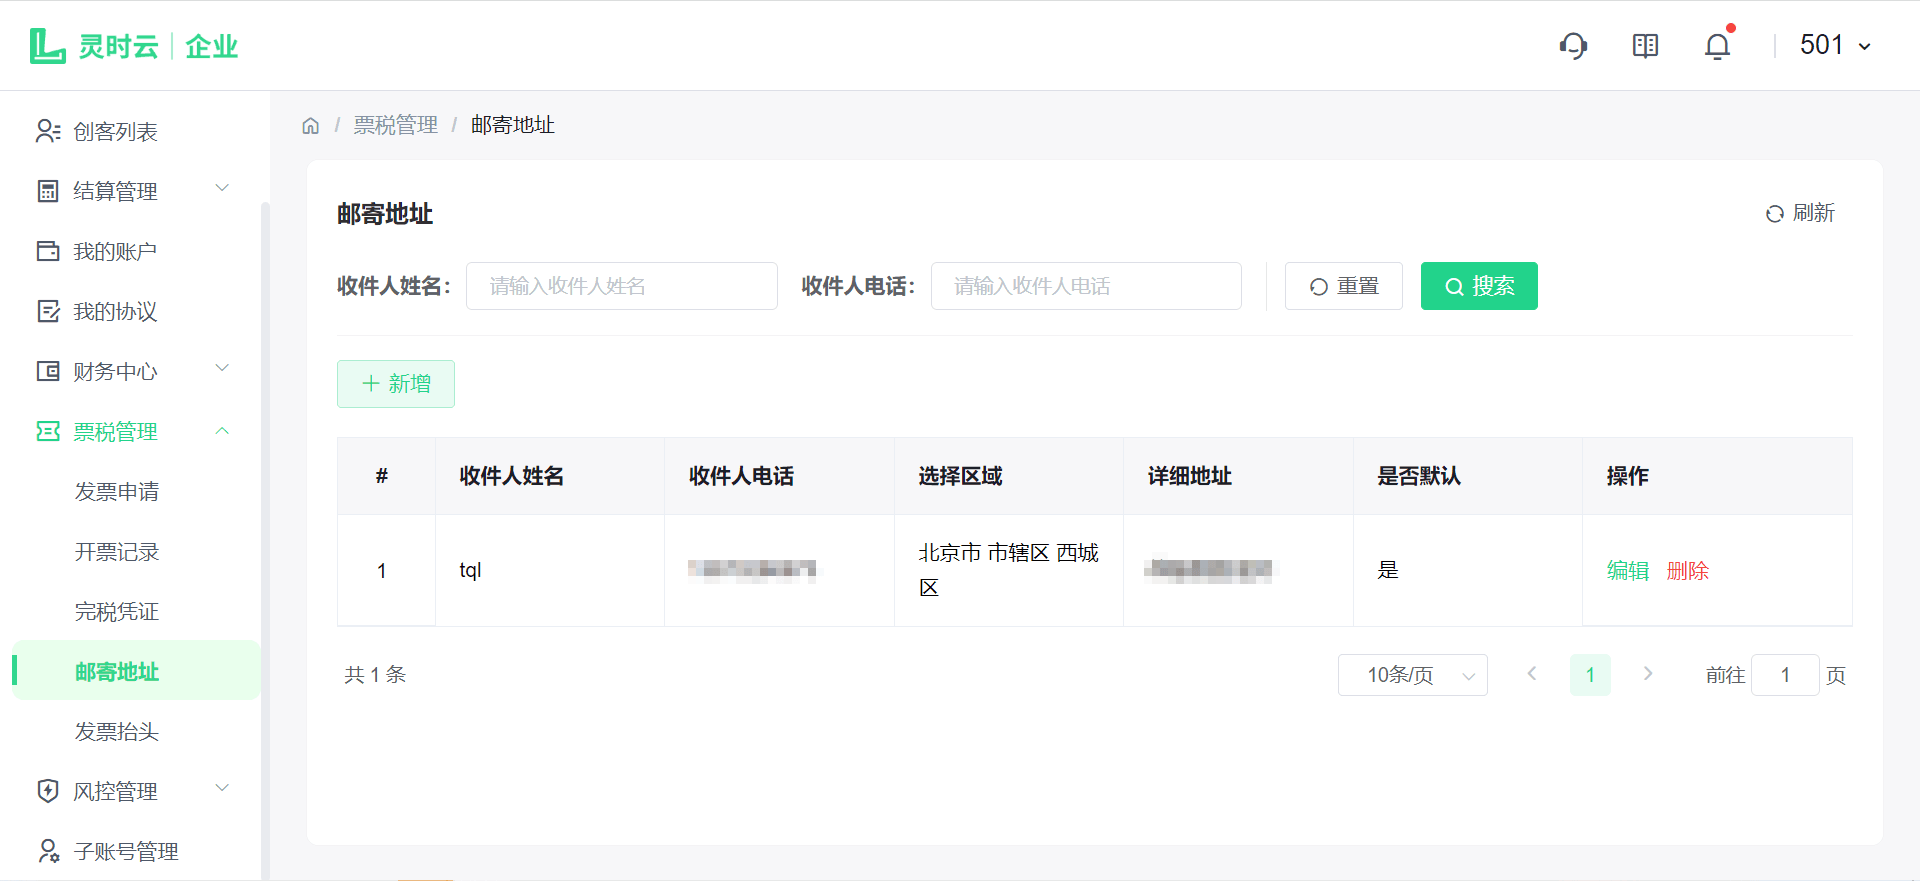 灵时云 企业
501
创客列表
结算管理
我的账户
我的协议
财务中心
票税管理
发票申请
开票记录
完税凭证
邮寄地址
发票抬头
风控管理
子账号管理
/ 票税管理 / 邮寄地址
邮寄地址
刷新
收件人姓名： 请输入收件人姓名 收件人电话： 请输入收件人电话 重置 搜索
新增
# 收件人姓名 收件人电话 选择区域 详细地址 是否默认 操作
1 tql 北京市 市辖区 西城
区 是 编辑 删除
共 1 条 10条/页 1 前往 1 页